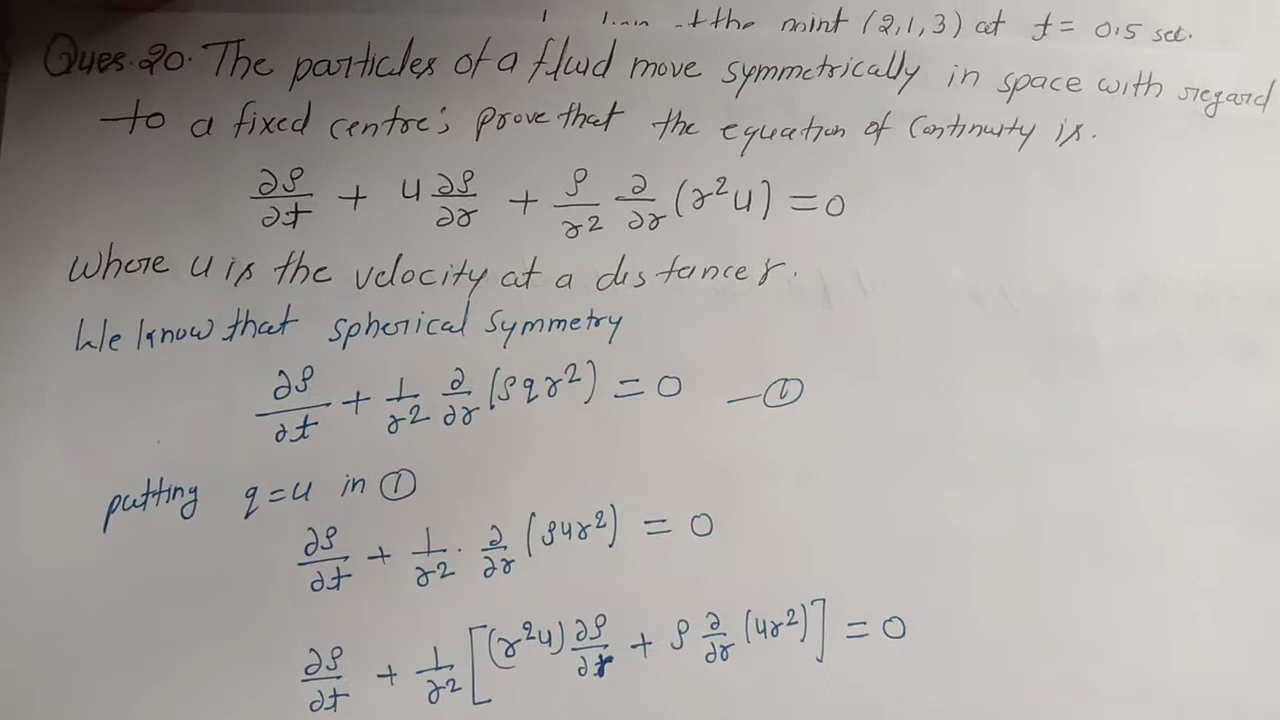 the point (2,1,3) at t = 0.5 sec.
Ques.20. The particles of a fluid move symmetrically in space with regard
to a fixed centre; prove that the equation of Continuity is.
∂ρ/∂t + u ∂ρ/∂r + ρ/r² ∂/∂r (r²u) = 0
where u is the velocity at a distance r.
We know that spherical symmetry
∂ρ/∂t + 1/r² ∂/∂r (ρqr²) = 0 — ①
putting q = u in ①
∂ρ/∂t + 1/r² · ∂/∂r (ρur²) = 0
∂ρ/∂t + 1/r² [(r²u) ∂ρ/∂r + ρ ∂/∂r (ur²)] = 0